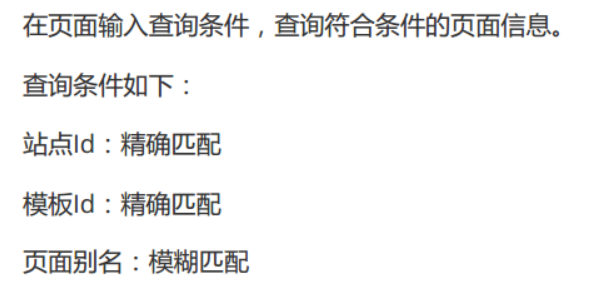 在页面输入查询条件，查询符合条件的页面信息。
查询条件如下：
站点Id：精确匹配
模板Id：精确匹配
页面别名：模糊匹配